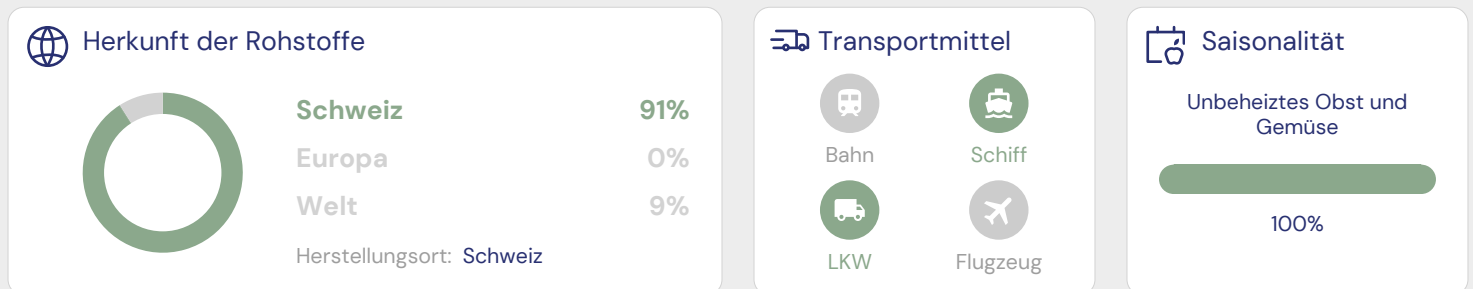 Herkunft der Rohstoffe
Schweiz 91%
Europa 0%
Welt 9%
Herstellungsort: Schweiz
Transportmittel
Bahn Schiff
LKW Flugzeug
Saisonalität
Unbeheiztes Obst und
Gemüse
100%